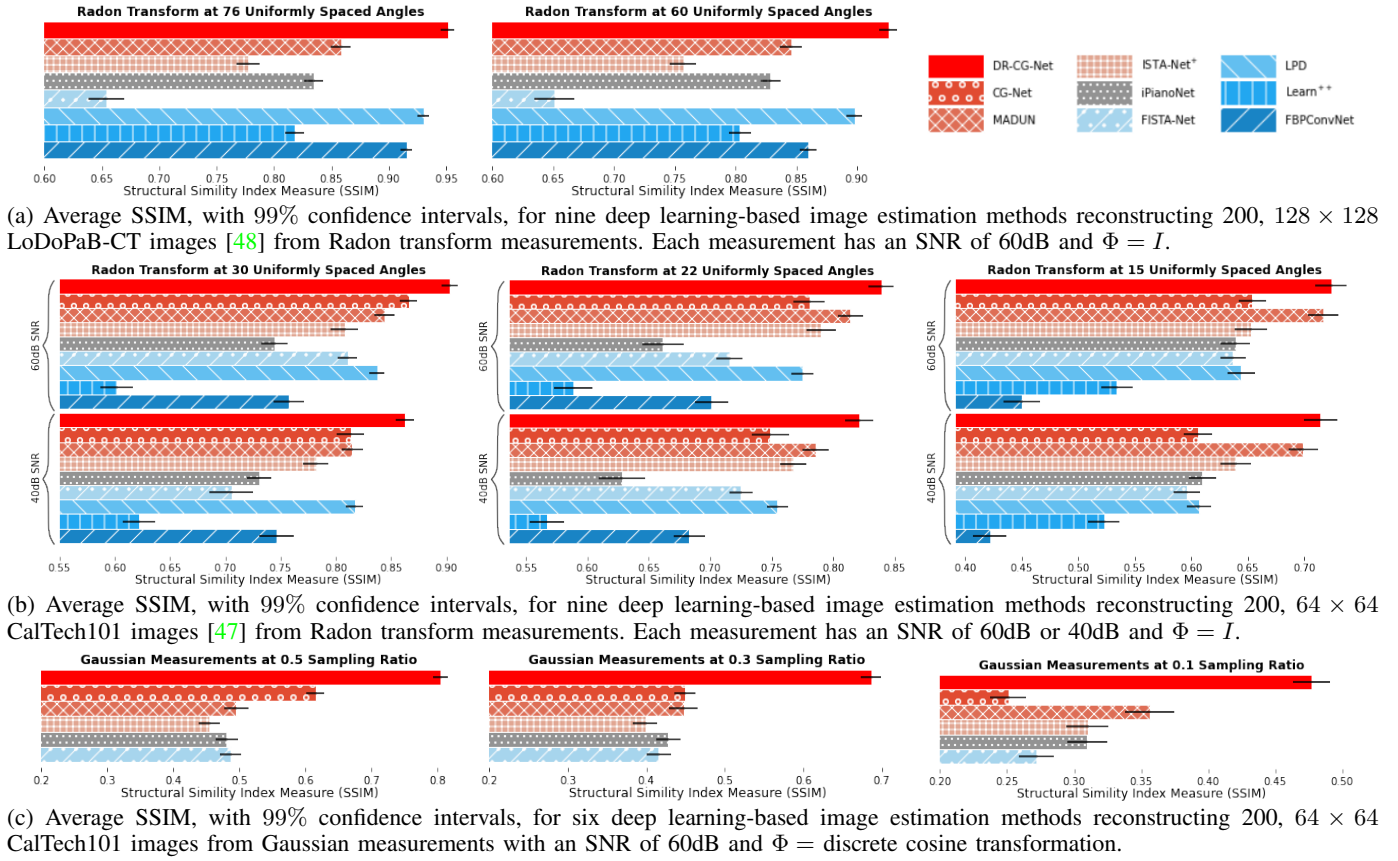 Radon Transform at 76 Uniformly Spaced Angles
0.60 0.65 0.70 0.75 0.80 0.85 0.90 0.95
Structural Simility Index Measure (SSIM)
Radon Transform at 60 Uniformly Spaced Angles
0.60 0.65 0.70 0.75 0.80 0.85 0.90
Structural Simility Index Measure (SSIM)
DR-CG-Net ISTA-Net+ LPD
CG-Net iPianoNet Learn++
MADUN FISTA-Net FBPConvNet
(a) Average SSIM, with 99% confidence intervals, for nine deep learning-based image estimation methods reconstructing 200, 128 × 128
LoDoPaB-CT images [48] from Radon transform measurements. Each measurement has an SNR of 60dB and Φ = I.
Radon Transform at 30 Uniformly Spaced Angles
60dB SNR
40dB SNR
0.55 0.60 0.65 0.70 0.75 0.80 0.85 0.90
Structural Simility Index Measure (SSIM)
Radon Transform at 22 Uniformly Spaced Angles
60dB SNR
40dB SNR
0.55 0.60 0.65 0.70 0.75 0.80 0.85
Structural Simility Index Measure (SSIM)
Radon Transform at 15 Uniformly Spaced Angles
60dB SNR
40dB SNR
0.40 0.45 0.50 0.55 0.60 0.65 0.70
Structural Simility Index Measure (SSIM)
(b) Average SSIM, with 99% confidence intervals, for nine deep learning-based image estimation methods reconstructing 200, 64 × 64
CalTech101 images [47] from Radon transform measurements. Each measurement has an SNR of 60dB or 40dB and Φ = I.
Gaussian Measurements at 0.5 Sampling Ratio
0.2 0.3 0.4 0.5 0.6 0.7 0.8
Structural Simility Index Measure (SSIM)
Gaussian Measurements at 0.3 Sampling Ratio
0.2 0.3 0.4 0.5 0.6 0.7
Structural Simility Index Measure (SSIM)
Gaussian Measurements at 0.1 Sampling Ratio
0.20 0.25 0.30 0.35 0.40 0.45 0.50
Structural Simility Index Measure (SSIM)
(c) Average SSIM, with 99% confidence intervals, for six deep learning-based image estimation methods reconstructing 200, 64 × 64
CalTech101 images from Gaussian measurements with an SNR of 60dB and Φ = discrete cosine transformation.